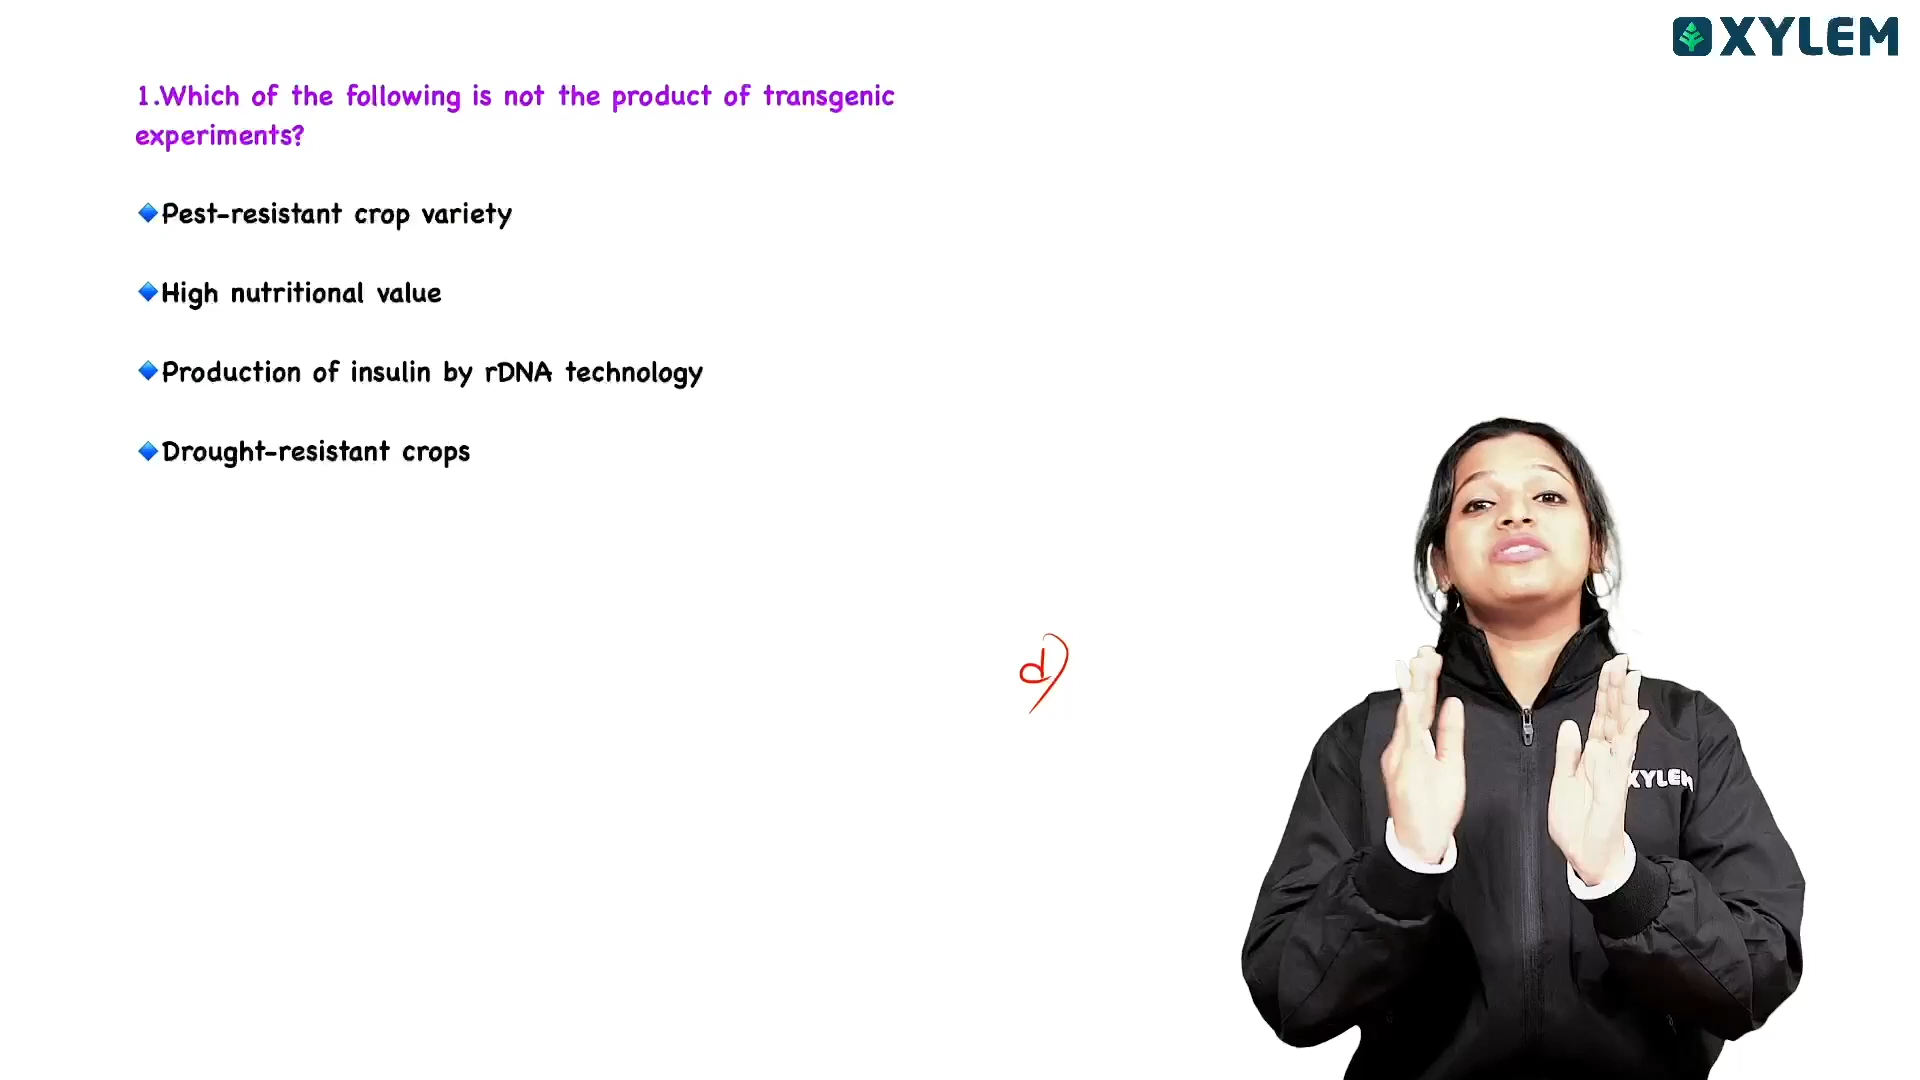 XYLEM
1.Which of the following is not the product of transgenic
experiments?
🔹Pest-resistant crop variety
🔹High nutritional value
🔹Production of insulin by rDNA technology
🔹Drought-resistant crops
d)
XYLEM